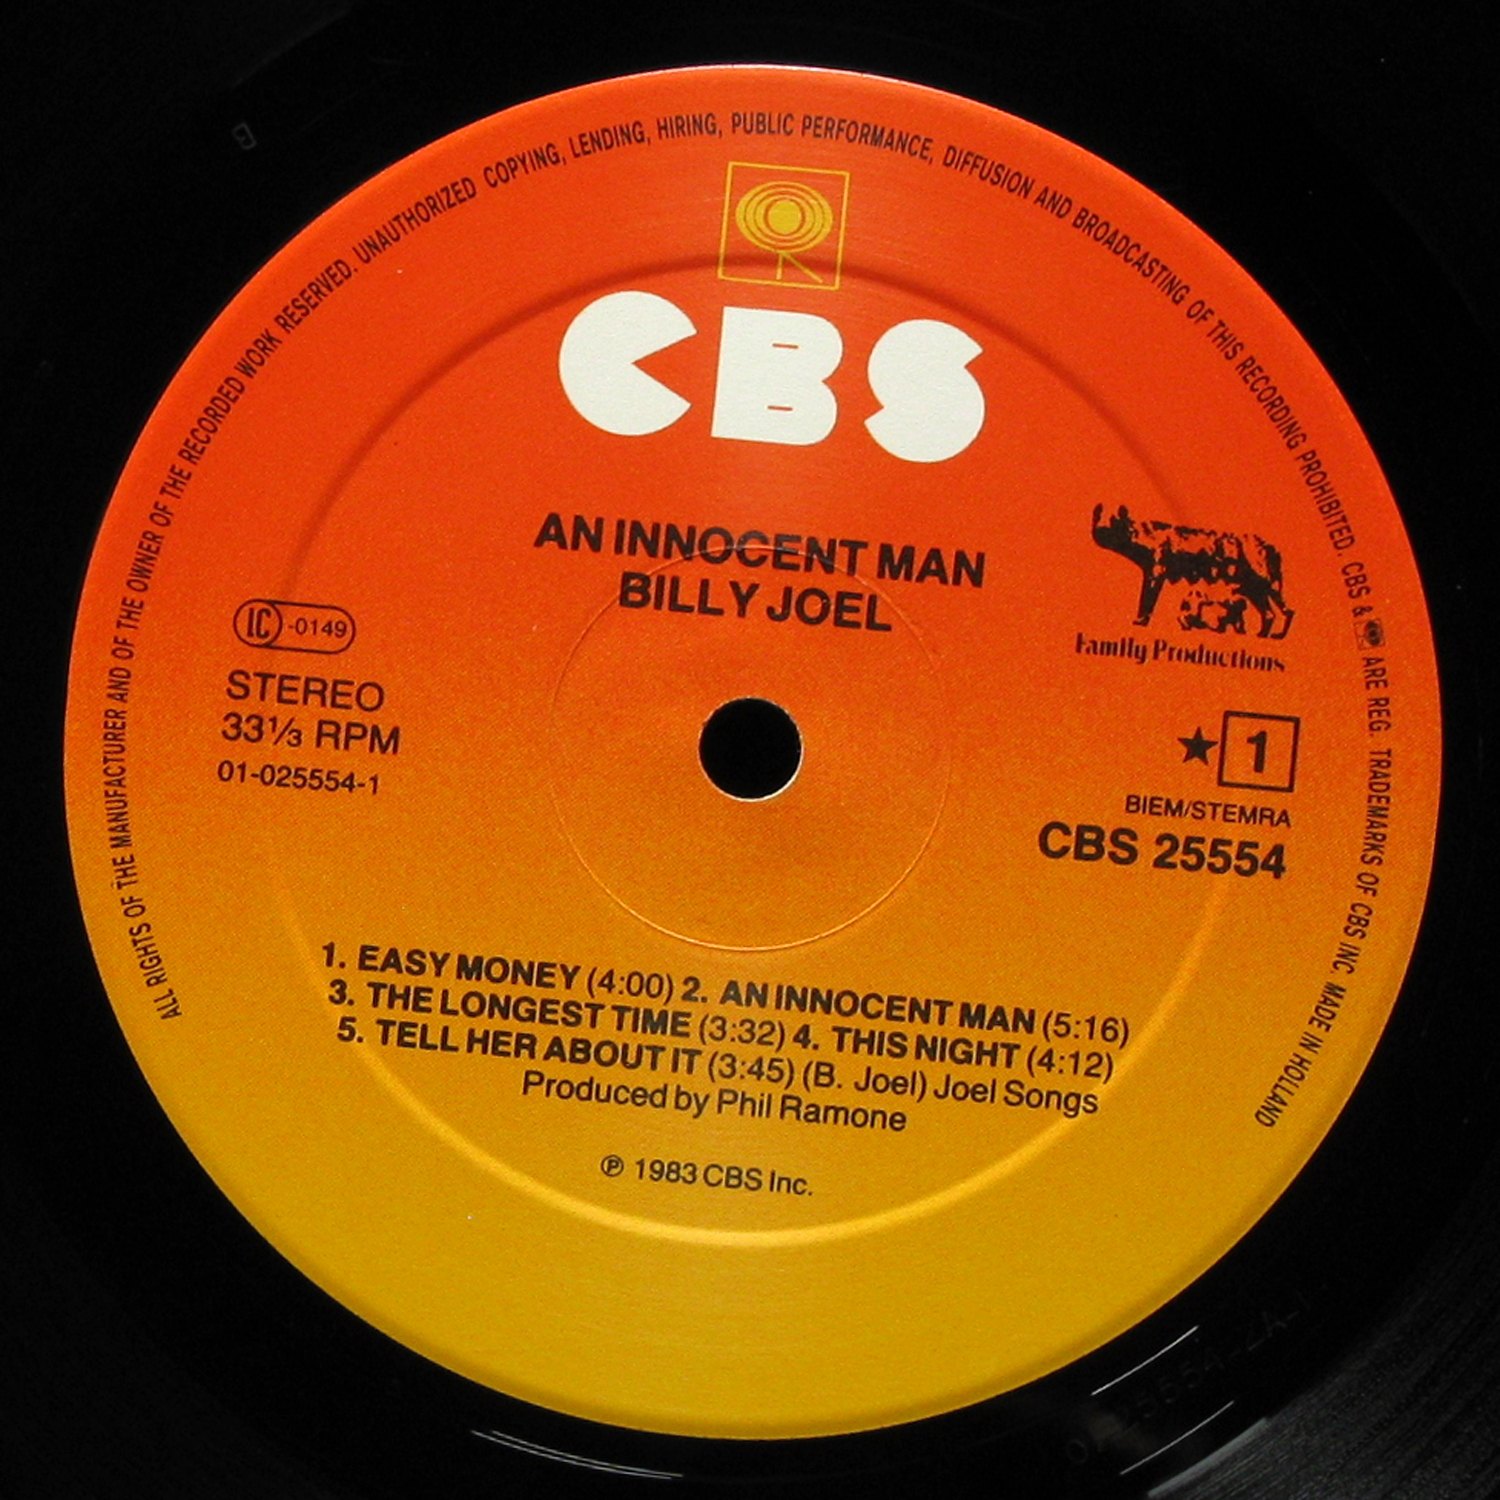 ALL RIGHTS OF THE MANUFACTURER AND OF THE OWNER OF THE RECORDED WORK RESERVED. UNAUTHORIZED COPYING, LENDING, HIRING, PUBLIC PERFORMANCE, DIFFUSION AND BROADCASTING OF THIS RECORDING PROHIBITED. CBS & ARE REG. TRADEMARKS OF CBS INC. MADE IN HOLLAND
CBS
AN INNOCENT MAN
BILLY JOEL
LC -0149
STEREO
33⅓ RPM
01-025554-1
Family Productions
★ 1
BIEM/STEMRA
CBS 25554
1. EASY MONEY (4:00) 2. AN INNOCENT MAN (5:16)
3. THE LONGEST TIME (3:32) 4. THIS NIGHT (4:12)
5. TELL HER ABOUT IT (3:45) (B. Joel) Joel Songs
Produced by Phil Ramone
℗ 1983 CBS Inc.